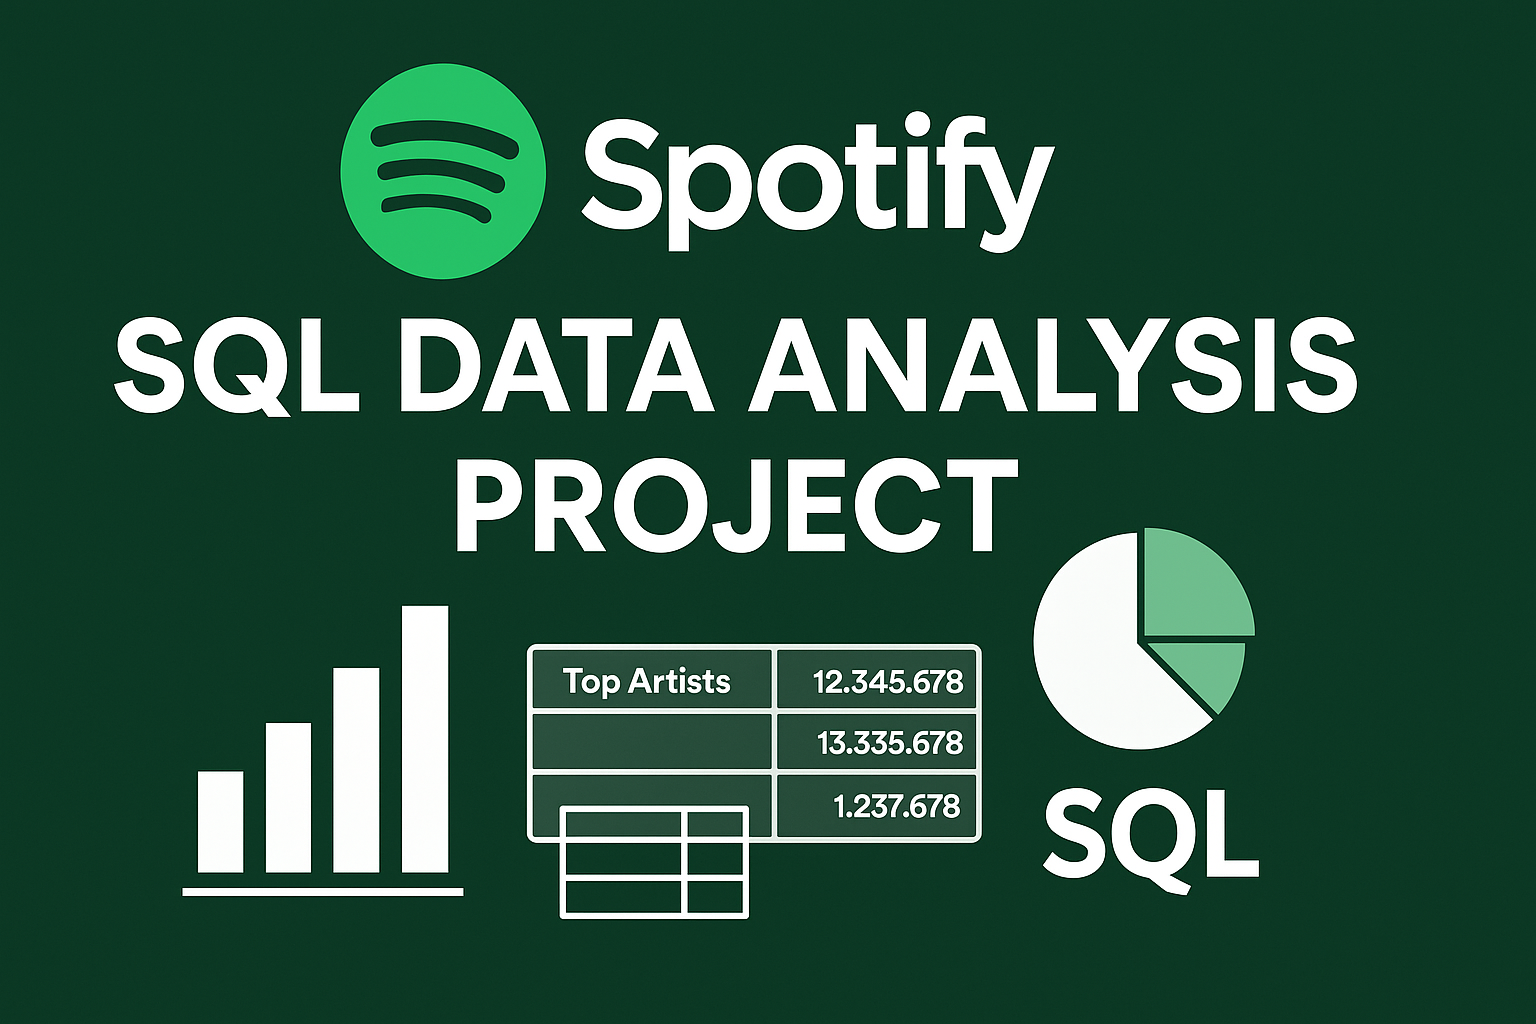 Spotify
SQL DATA ANALYSIS
PROJECT
Top Artists 12.345.678
13.335.678
1.237.678
SQL